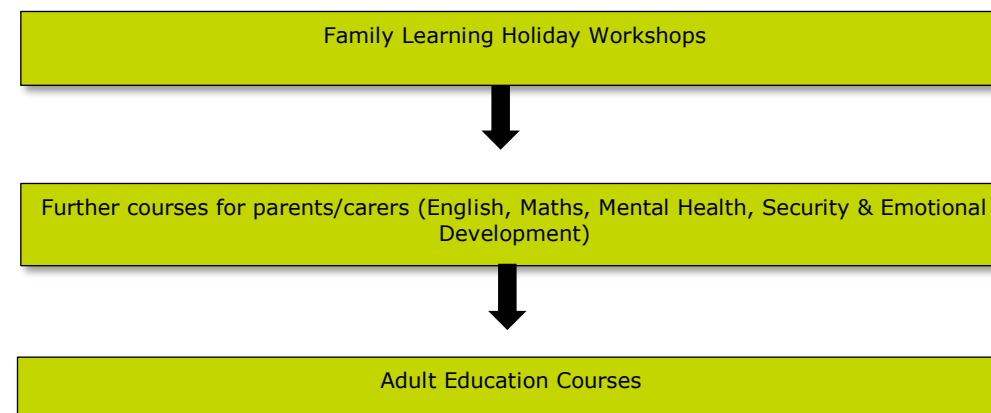 Family Learning Holiday Workshops
Further courses for parents/carers (English, Maths, Mental Health, Security & Emotional
Development)
Adult Education Courses